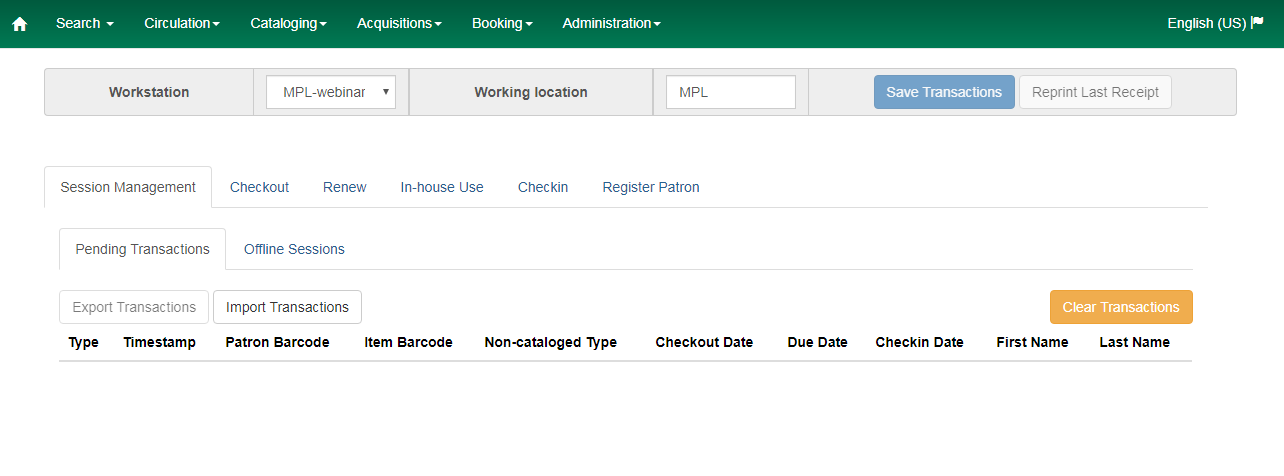 Search Circulation Cataloging Acquisitions Booking Administration English (US)
Workstation MPL-webinar Working location MPL Save Transactions Reprint Last Receipt
Session Management Checkout Renew In-house Use Checkin Register Patron
Pending Transactions Offline Sessions
Export Transactions Import Transactions Clear Transactions
Type Timestamp Patron Barcode Item Barcode Non-cataloged Type Checkout Date Due Date Checkin Date First Name Last Name